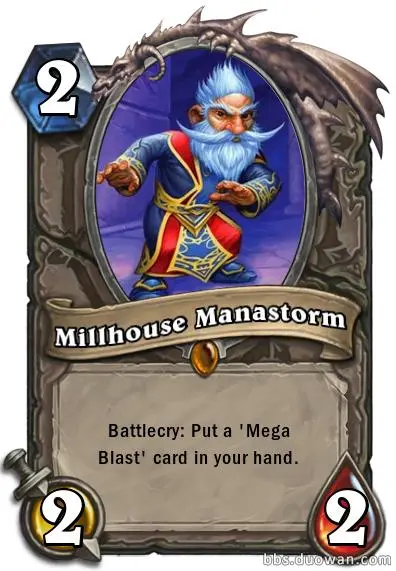 2
Millhouse Manastorm
Battlecry: Put a 'Mega
Blast' card in your hand.
2
2
bbs.duowan.com